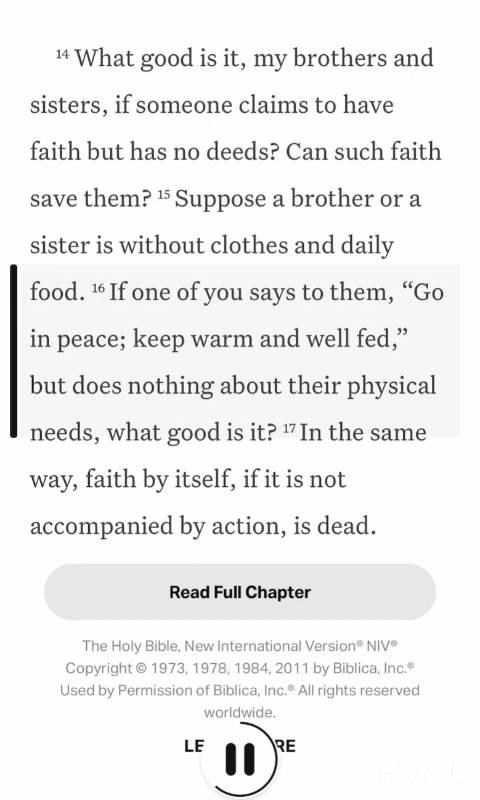 14 What good is it, my brothers and
sisters, if someone claims to have
faith but has no deeds? Can such faith
save them? 15 Suppose a brother or a
sister is without clothes and daily
food. 16 If one of you says to them, “Go
in peace; keep warm and well fed,”
but does nothing about their physical
needs, what good is it? 17 In the same
way, faith by itself, if it is not
accompanied by action, is dead.
Read Full Chapter
The Holy Bible, New International Version® NIV®
Copyright © 1973, 1978, 1984, 2011 by Biblica, Inc.®
Used by Permission of Biblica, Inc.® All rights reserved
worldwide.